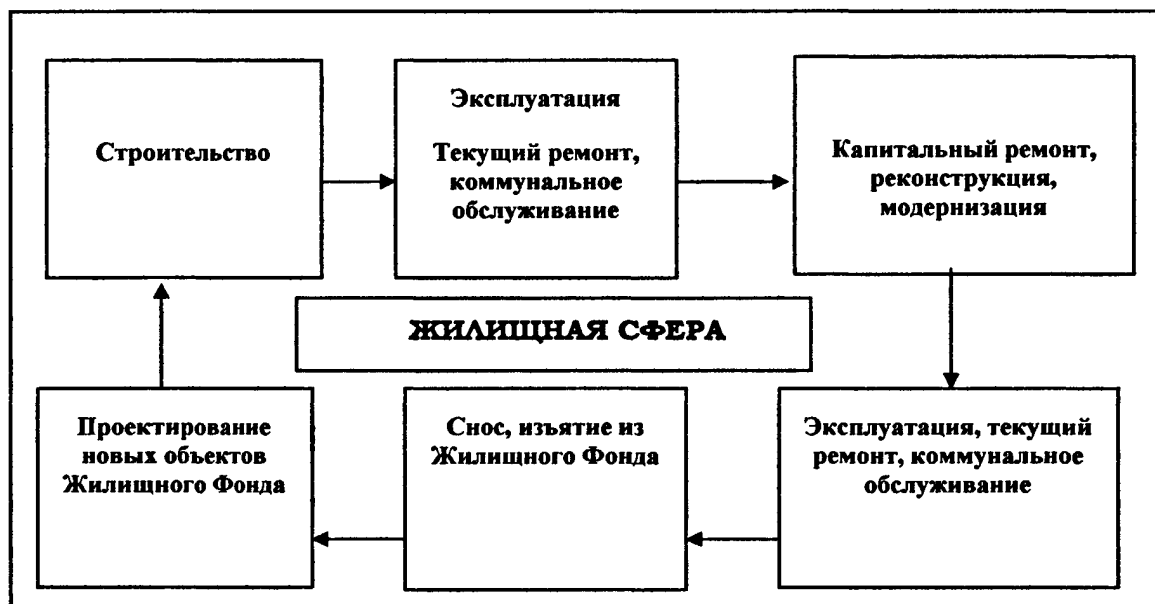 Строительство
Эксплуатация
Текущий ремонт,
коммунальное
обслуживание
Капитальный ремонт,
реконструкция,
модернизация
ЖИЛИЩНАЯ СФЕРА
Проектирование
новых объектов
Жилищного Фонда
Снос, изъятие из
Жилищного Фонда
Эксплуатация, текущий
ремонт, коммунальное
обслуживание